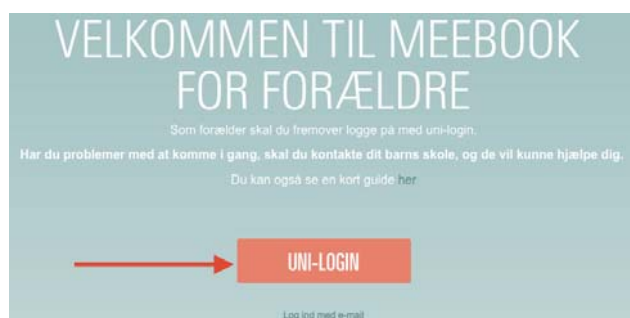 VELKOMMEN TIL MEEBOOK
FOR FORÆLDRE
Som forælder skal du fremover logge på med uni-login.
Har du problemer med at komme i gang, skal du kontakte dit barns skole, og de vil kunne hjælpe dig.
Du kan også se en kort guide her
UNI-LOGIN
Log ind med e-mail